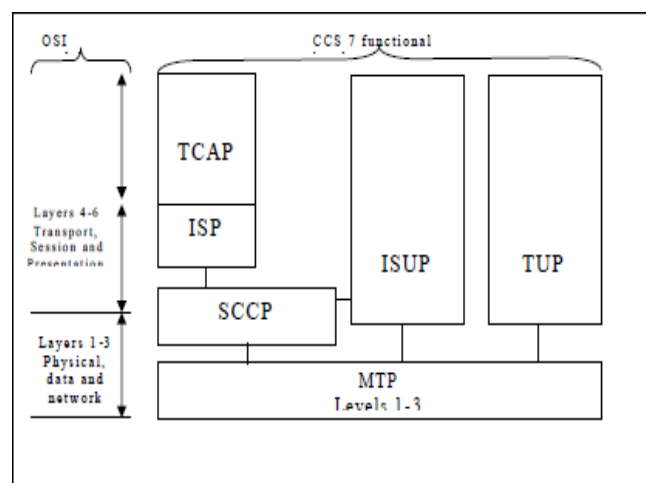 OSI
CCS 7 functional
TCAP
Layers 4-6
Transport,
Session and
Presentation
ISP
ISUP
TUP
SCCP
Layers 1-3
Physical,
data and
network
MTP
Levels 1-3